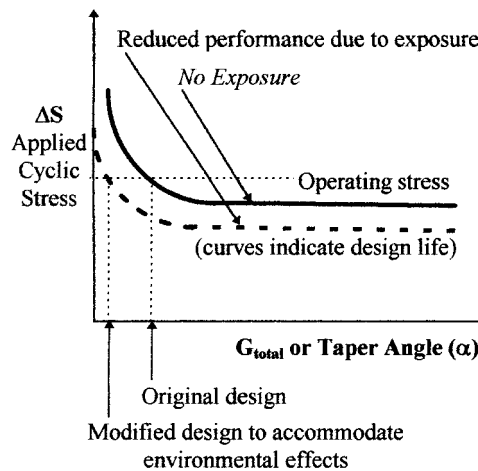 Reduced performance due to exposure
No Exposure
ΔS
Applied
Cyclic
Stress
Operating stress
(curves indicate design life)
G_total or Taper Angle (α)
Original design
Modified design to accommodate
environmental effects